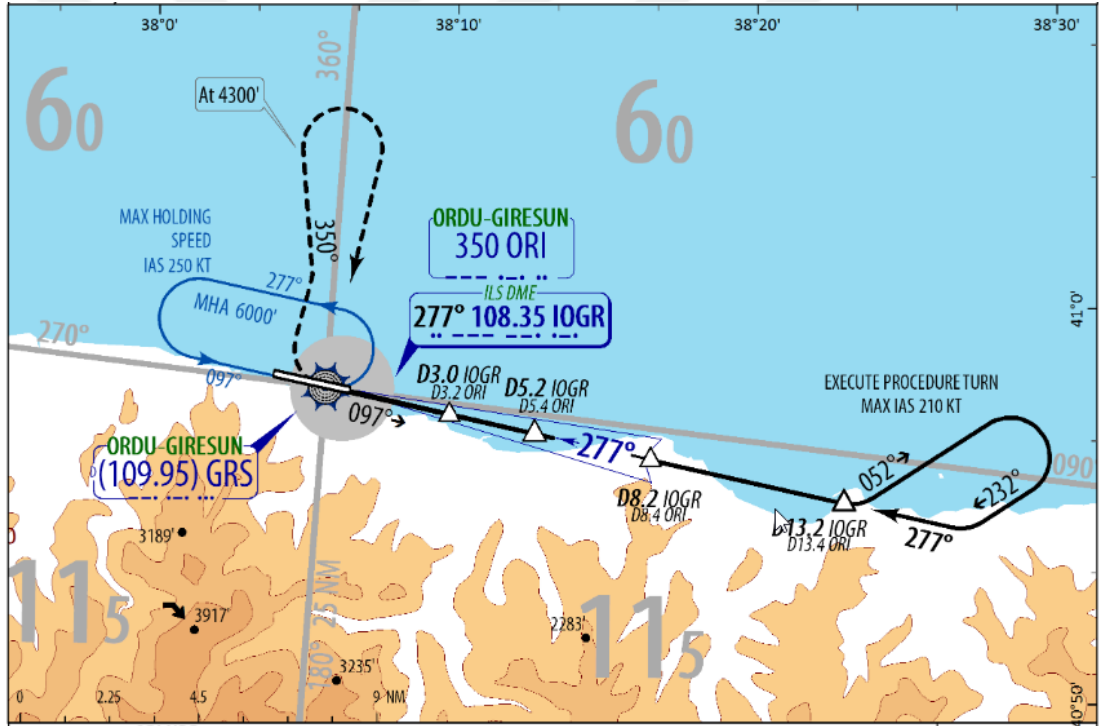 38°0'
38°10'
38°20'
38°30'
360°
At 4300'
60
60
MAX HOLDING
SPEED
IAS 250 KT
350°
ORDU-GIRESUN
350 ORI
277°
MHA 6000'
ILS DME
277° 108.35 IOGR
41°0'
270°
097°
D3.0 IOGR
D3.2 ORI
D5.2 IOGR
D5.4 ORI
EXECUTE PROCEDURE TURN
MAX IAS 210 KT
097°
277°
ORDU-GIRESUN
(109.95) GRS
052°
090°
232°
D8.2 IOGR
D8.4 ORI
13.2 IOGR
D13.4 ORI
277°
3189'
115
3917'
25 NM
2283'
115
180°
3235'
0 2.25 4.5 9 NM
40°50'